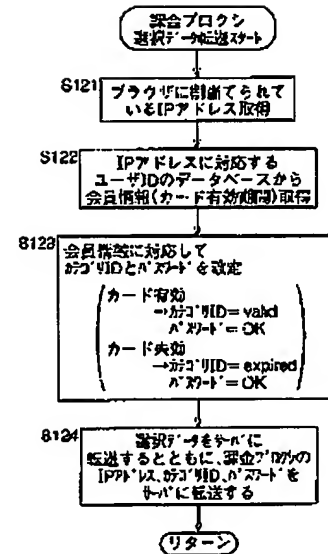 課金プロクシ
選択データ転送スタート
S121
ブラウザに割当てられて
いるIPアドレス取得
S122
IPアドレスに対応する
ユーザIDのデータベースから
会員情報(カード有効期間)取得
S123
会員情報に対応して
カテゴリIDとパスワードを設定
カード有効
→カテゴリID=valid
パスワード=OK
カード失効
→カテゴリID=expired
パスワード=OK
S124
選択データをサーバに
転送するとともに、課金プロクシの
IPアドレス、カテゴリID、パスワードを
サーバに転送する
リターン